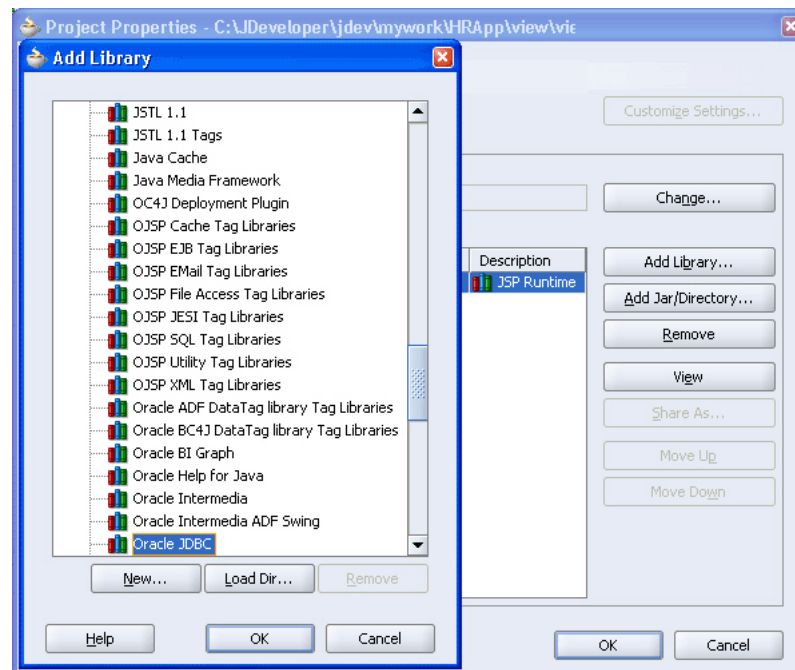 Project Properties - C:\JDeveloper\jdev\mywork\HRApp\view\vie
Add Library
JSTL 1.1
JSTL 1.1 Tags
Java Cache
Java Media Framework
OC4J Deployment Plugin
OJSP Cache Tag Libraries
OJSP EJB Tag Libraries
OJSP EMail Tag Libraries
OJSP File Access Tag Libraries
OJSP JESI Tag Libraries
OJSP SQL Tag Libraries
OJSP Utility Tag Libraries
OJSP XML Tag Libraries
Oracle ADF DataTag library Tag Libraries
Oracle BC4J DataTag library Tag Libraries
Oracle BI Graph
Oracle Help for Java
Oracle Intermedia
Oracle Intermedia ADF Swing
Oracle JDBC
New...
Load Dir...
Remove
Help
OK
Cancel
Customize Settings...
Change...
Description
JSP Runtime
Add Library...
Add Jar/Directory...
Remove
View
Share As...
Move Up
Move Down
OK
Cancel